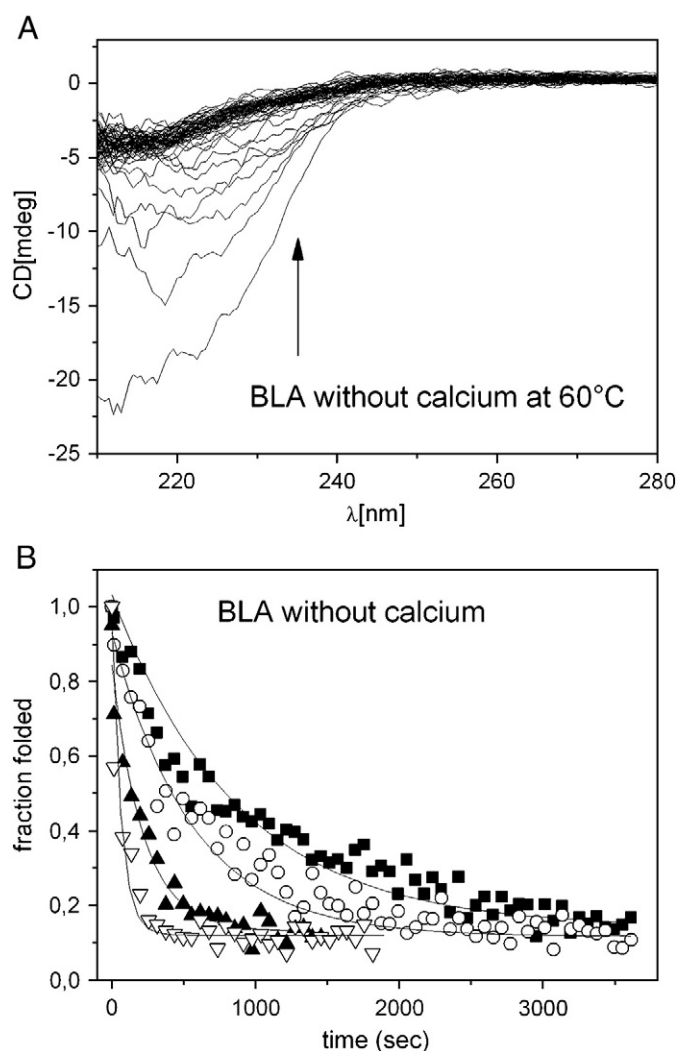 A
0
-5
-10
-15
-20
-25
CD[mdeg]
BLA without calcium at 60°C
220
240
260
280
λ[nm]
B
BLA without calcium
1,0
0,8
0,6
0,4
0,2
0,0
fraction folded
0
1000
2000
3000
time (sec)